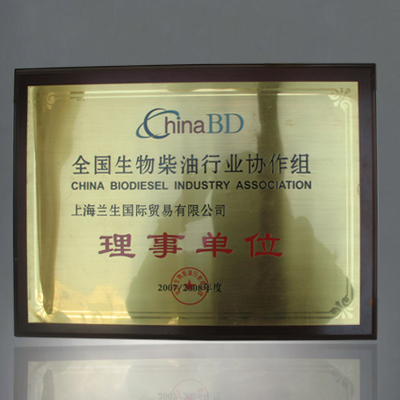 ChinaBD
全国生物柴油行业协作组
CHINA BIODIESEL INDUSTRY ASSOCIATION
上海兰生国际贸易有限公司
理事单位
2007/2008年度